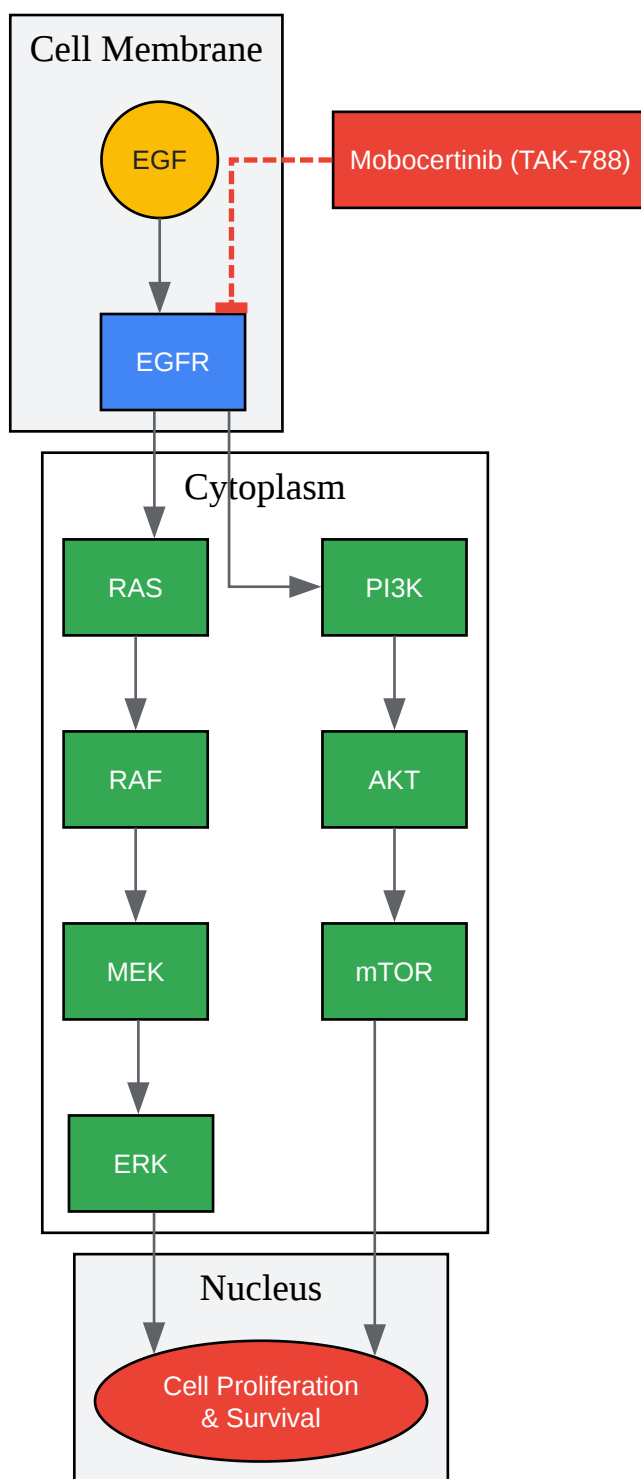 Cell Membrane
EGF
Mobocertinib (TAK-788)
EGFR
Cytoplasm
RAS
PI3K
RAF
AKT
MEK
mTOR
ERK
Nucleus
Cell Proliferation
& Survival